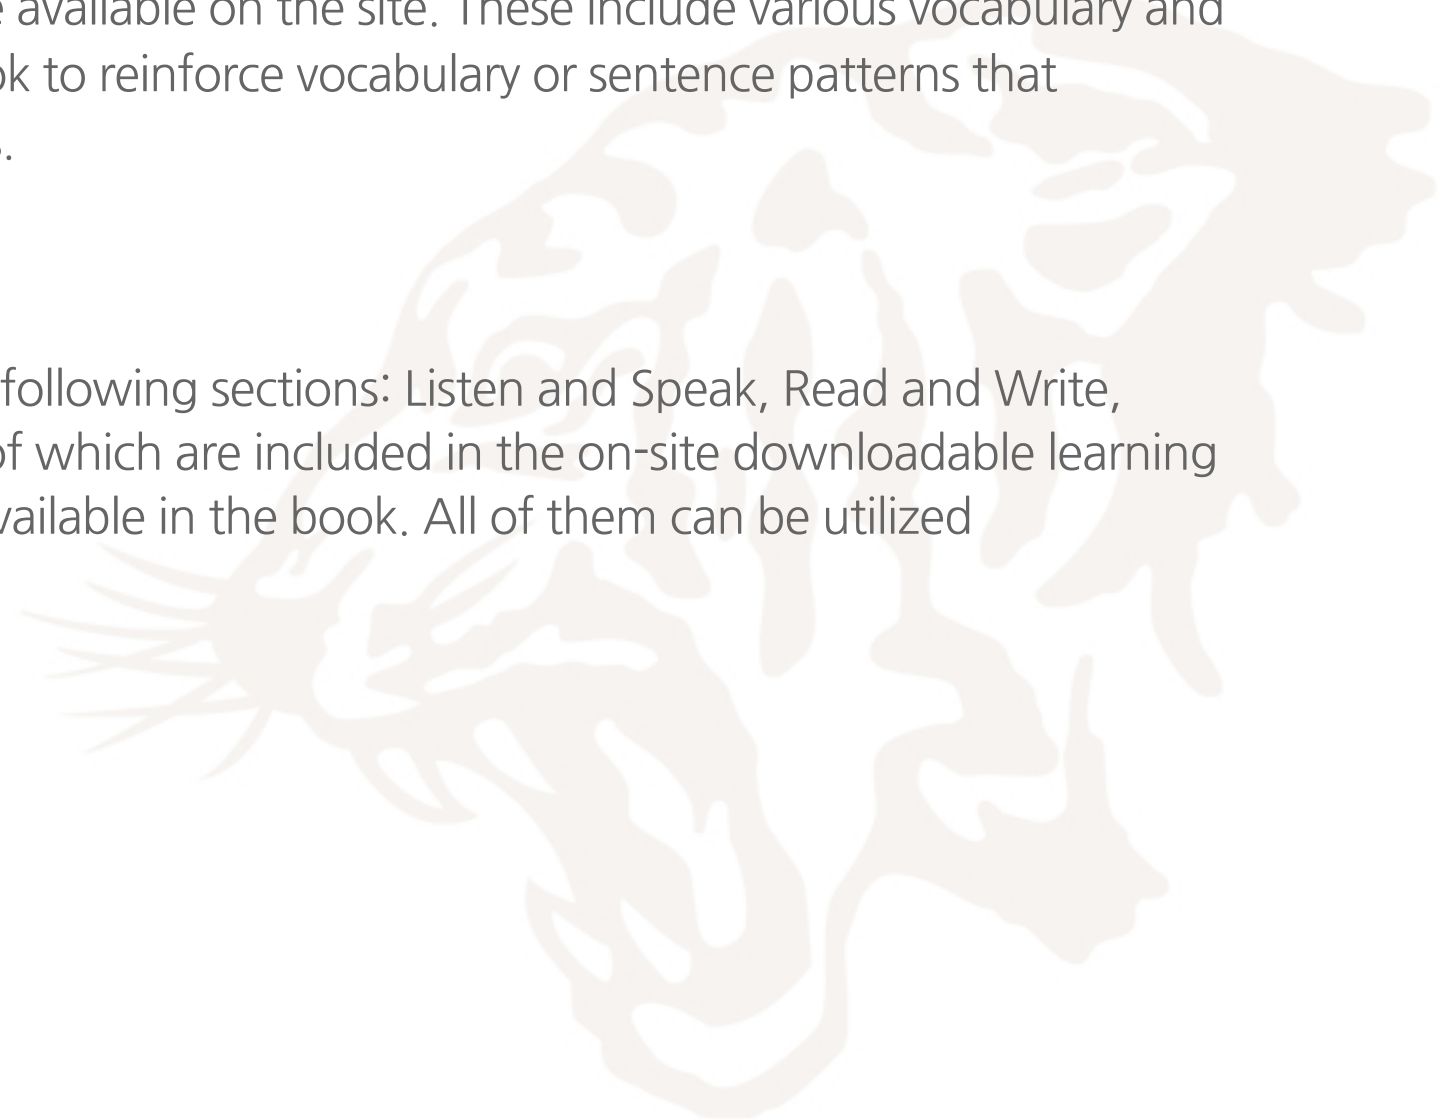 available on the site. These include various vocabulary and
to reinforce vocabulary or sentence patterns that
.
following sections: Listen and Speak, Read and Write,
of which are included in the on-site downloadable learning
vailable in the book. All of them can be utilized